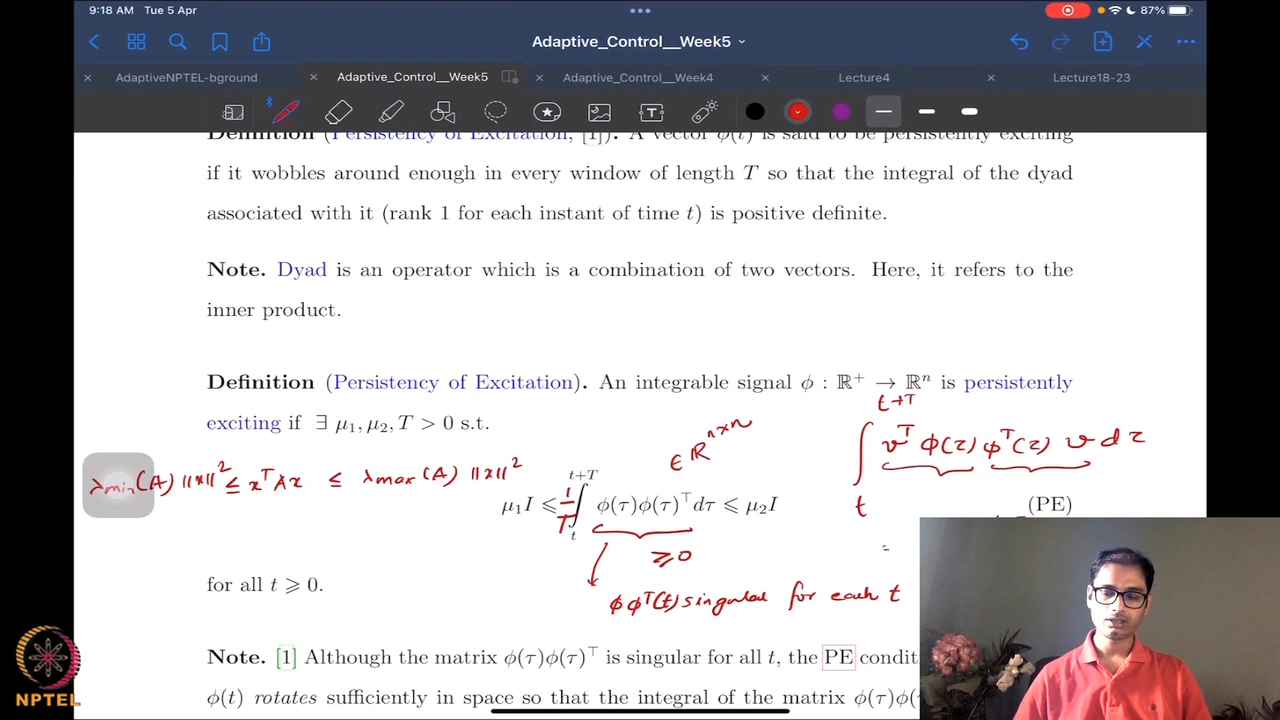 9:18 AM Tue 5 Apr
87%
Adaptive_Control__Week5
AdaptiveNPTEL-bground
Adaptive_Control__Week5
Adaptive_Control__Week4
Lecture4
Lecture18-23
Definition (Persistency of Excitation, [1]). A vector ϕ(t) is said to be persistently exciting
if it wobbles around enough in every window of length T so that the integral of the dyad
associated with it (rank 1 for each instant of time t) is positive definite.
Note. Dyad is an operator which is a combination of two vectors. Here, it refers to the
inner product.
Definition (Persistency of Excitation). An integrable signal ϕ : ℝ⁺ → ℝⁿ is persistently
exciting if ∃ μ₁, μ₂, T > 0 s.t.
∫ₜ^{t+T} vᵀ ϕ(τ) ϕᵀ(τ) v dτ
∈ ℝ^{n×n}
λmin(A) ||x||² ≤ xᵀAx ≤ λmax(A) ||x||²
μ₁I ⩽ 1/T ∫ₜ^{t+T} ϕ(τ)ϕ(τ)^⊤dτ ⩽ μ₂I (PE)
≥0
=
for all t ⩾ 0.
ϕϕᵀ(t) singular for each t
Note. [1] Although the matrix ϕ(τ)ϕ(τ)^⊤ is singular for all t, the PE condit
ϕ(t) rotates sufficiently in space so that the integral of the matrix ϕ(τ)ϕ(
NPTEL